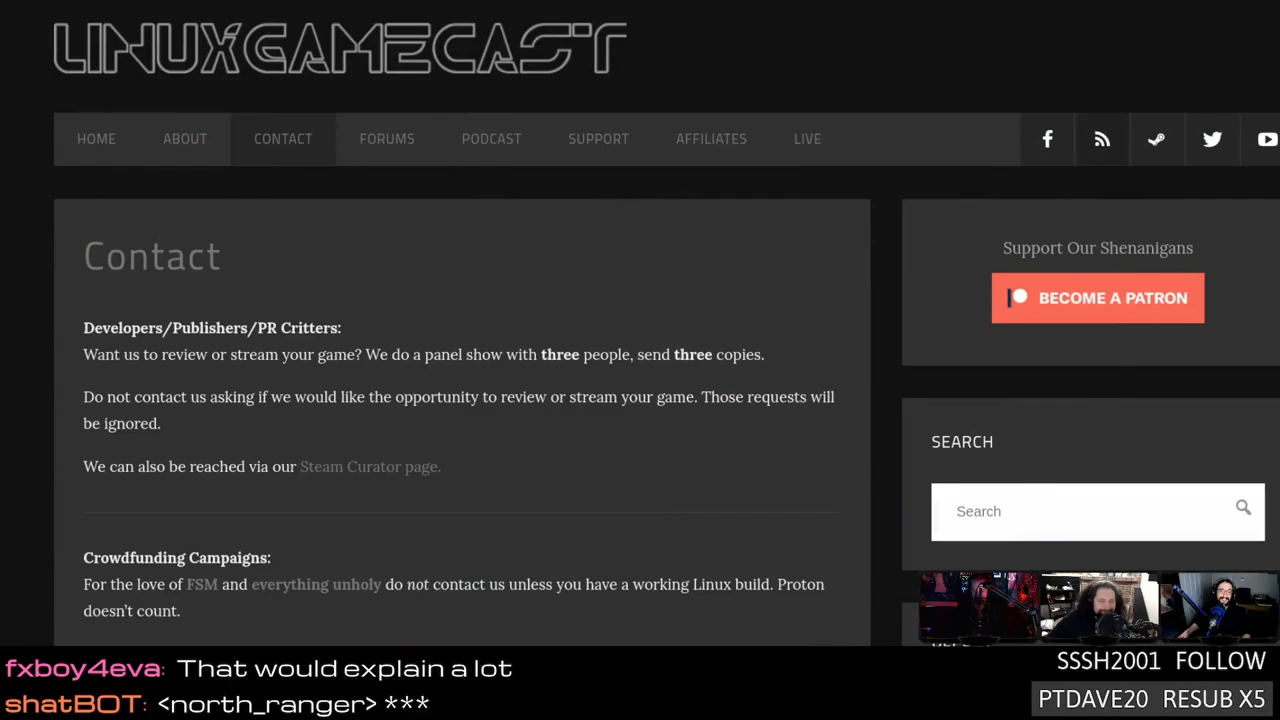 LINUXGAMECAST
HOME ABOUT CONTACT FORUMS PODCAST SUPPORT AFFILIATES LIVE
Contact
Developers/Publishers/PR Critters:
Want us to review or stream your game? We do a panel show with three people, send three copies.
Do not contact us asking if we would like the opportunity to review or stream your game. Those requests will
be ignored.
We can also be reached via our Steam Curator page.
Crowdfunding Campaigns:
For the love of FSM and everything unholy do not contact us unless you have a working Linux build. Proton
doesn't count.
Support Our Shenanigans
BECOME A PATRON
SEARCH
Search
fxboy4eva: That would explain a lot
shatBOT: <north_ranger> ***
SSSH2001 FOLLOW
PTDAVE20 RESUB X5